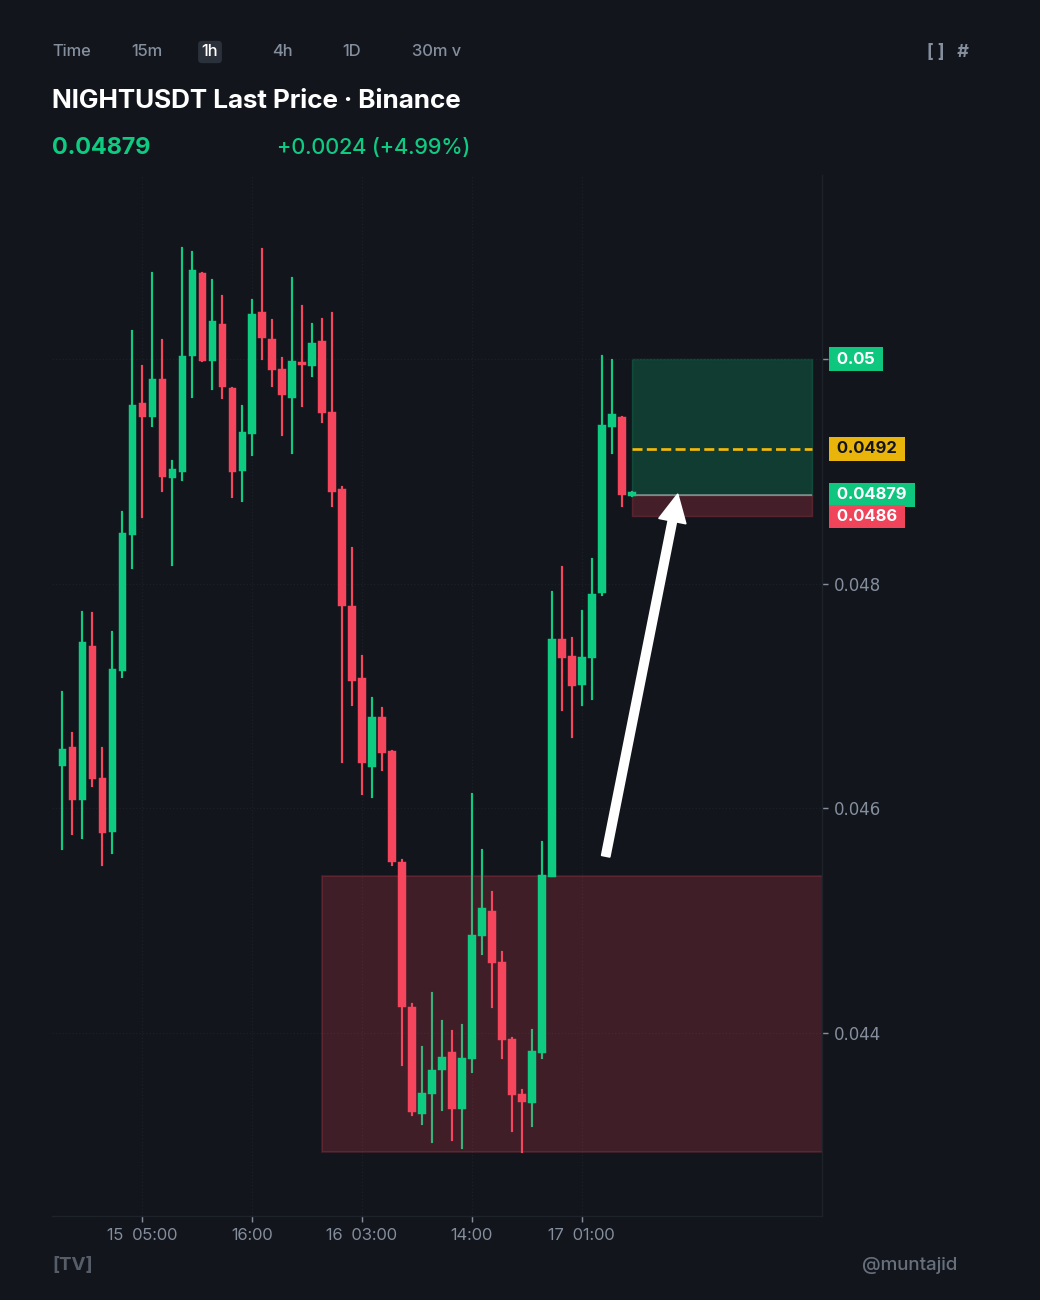 Time 15m 1h 4h 1D 30m v [ ] #
NIGHTUSDT Last Price · Binance
0.04879 +0.0024 (+4.99%)
0.05
0.0492
0.04879
0.0486
0.048
0.046
0.044
15 05:00 16:00 16 03:00 14:00 17 01:00
[TV] @muntajid